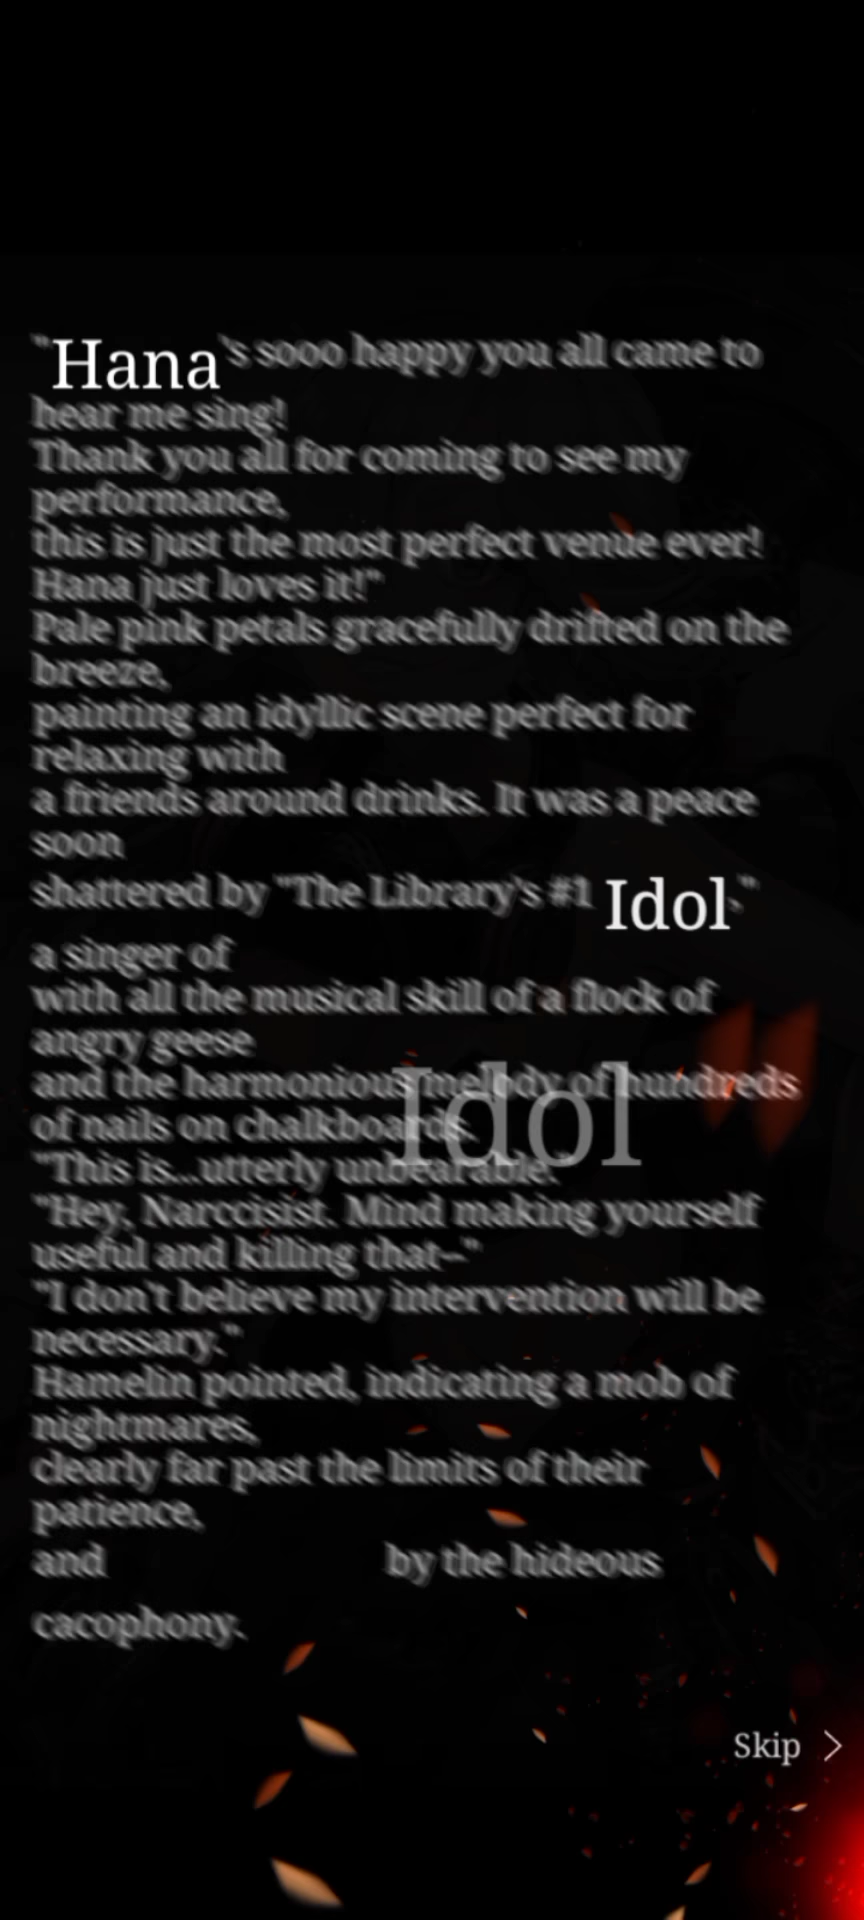 "Hana's sooo happy you all came to
hear me sing!
Thank you all for coming to see my
performance,
this is just the most perfect venue ever!
Hana just loves it!"
Pale pink petals gracefully drifted on the
breeze,
painting an idyllic scene perfect for
relaxing with
a friends around drinks. It was a peace
soon
shattered by "The Library's #1 Idol,"
a singer of
with all the musical skill of a flock of
angry geese
and the harmonious melody of hundreds
of nails on chalkboards.
Idol
"This is...utterly unbearable."
"Hey, Narccisist. Mind making yourself
useful and killing that--"
"I don't believe my intervention will be
necessary."
Hamelin pointed, indicating a mob of
nightmares,
clearly far past the limits of their
patience,
and by the hideous
cacophony.
Skip >